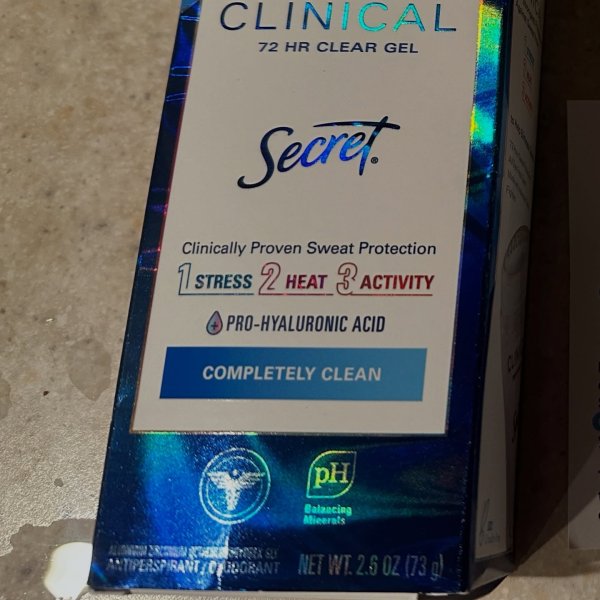 CLINICAL
72 HR CLEAR GEL
Secret®
Clinically Proven Sweat Protection
1 STRESS 2 HEAT 3 ACTIVITY
PRO-HYALURONIC ACID
COMPLETELY CLEAN
pH
Balancing
Minerals
ANTIPERSPIRANT / DEODORANT NET WT. 2.6 OZ (73 g)